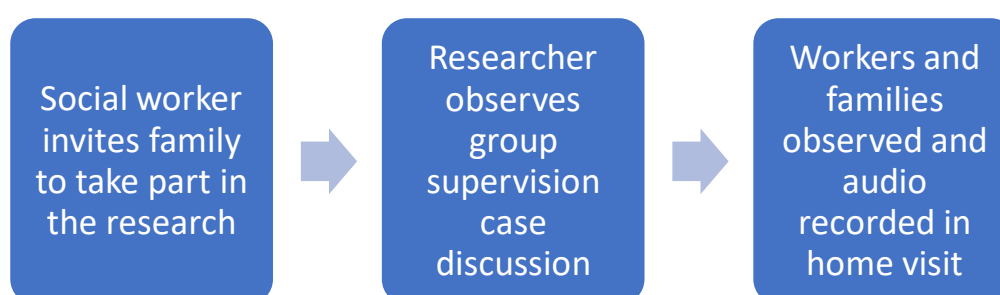 Social worker
invites family
to take part in
the research
Researcher
observes
group
supervision
case
discussion
Workers and
families
observed and
audio
recorded in
home visit